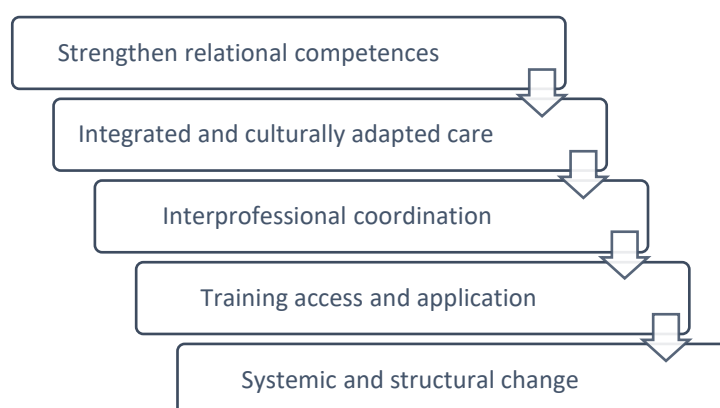 Strengthen relational competences
Integrated and culturally adapted care
Interprofessional coordination
Training access and application
Systemic and structural change